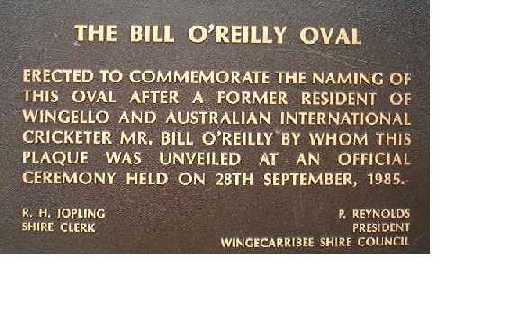 THE BILL O'REILLY OVAL
ERECTED TO COMMEMORATE THE NAMING OF
THIS OVAL AFTER A FORMER RESIDENT OF
WINGELLO AND AUSTRALIAN INTERNATIONAL
CRICKETER MR. BILL O'REILLY BY WHOM THIS
PLAQUE WAS UNVEILED AT AN OFFICIAL
CEREMONY HELD ON 28TH SEPTEMBER, 1985.
R. H. JOPLING
SHIRE CLERK
P. REYNOLDS
PRESIDENT
WINGECARRIBEE SHIRE COUNCIL